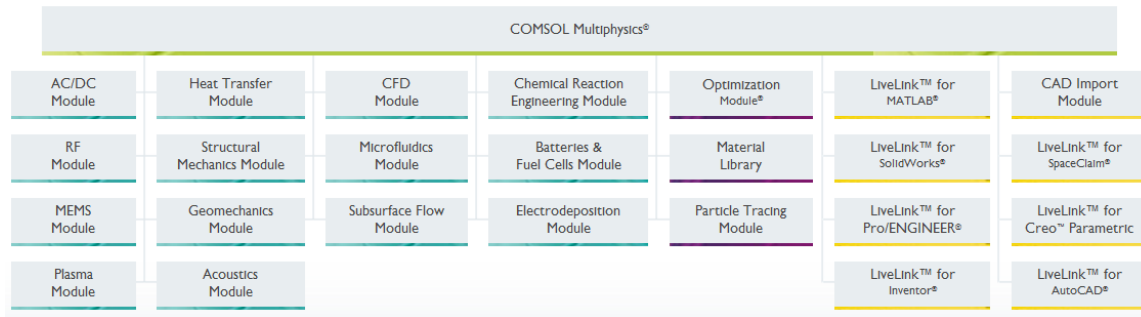 COMSOL Multiphysics®
AC/DC
Module
Heat Transfer
Module
CFD
Module
Chemical Reaction
Engineering Module
Optimization
Module®
LiveLink™ for
MATLAB®
CAD Import
Module
RF
Module
Structural
Mechanics Module
Microfluidics
Module
Batteries &
Fuel Cells Module
Material
Library
LiveLink™ for
SolidWorks®
LiveLink™ for
SpaceClaim®
MEMS
Module
Geomechanics
Module
Subsurface Flow
Module
Electrodeposition
Module
Particle Tracing
Module
LiveLink™ for
Pro/ENGINEER®
LiveLink™ for
Creo™ Parametric
Plasma
Module
Acoustics
Module
LiveLink™ for
Inventor®
LiveLink™ for
AutoCAD®